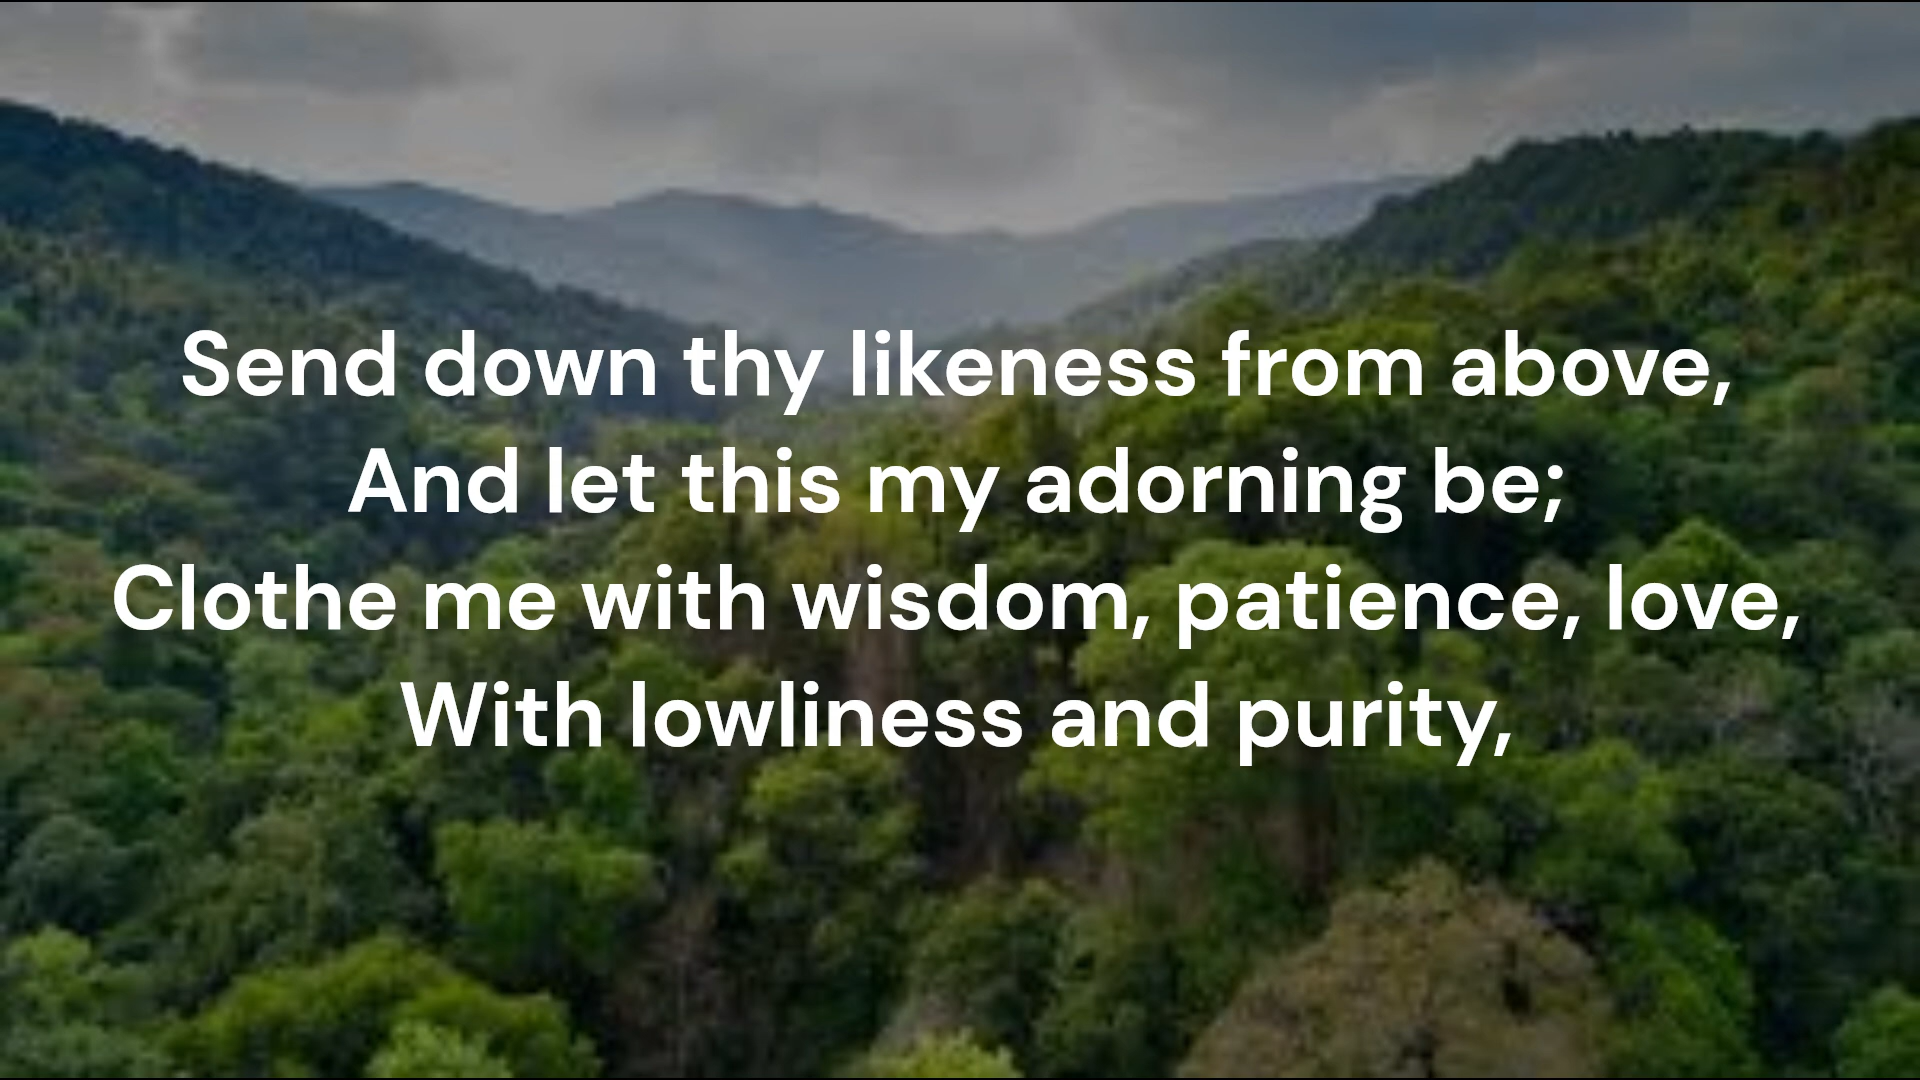 Send down thy likeness from above,
And let this my adorning be;
Clothe me with wisdom, patience, love,
With lowliness and purity,